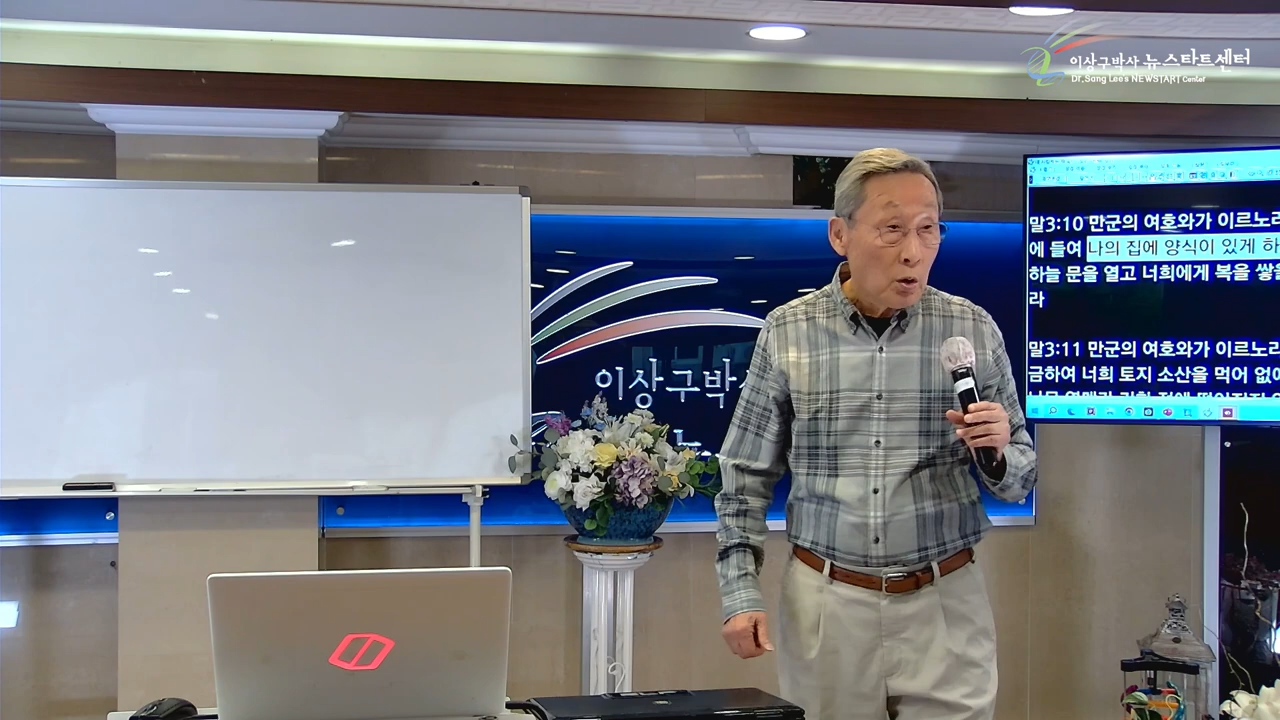 이상구박사 뉴스타트센터
Dr.Sang Lee's NEWSTART Center
말3:10 만군의 여호와가 이르노라
에 들여 나의 집에 양식이 있게 하
하늘 문을 열고 너희에게 복을 쌓을
라
말3:11 만군의 여호와가 이르노라
금하여 너희 토지 소산을 먹어 없애
이상구박사